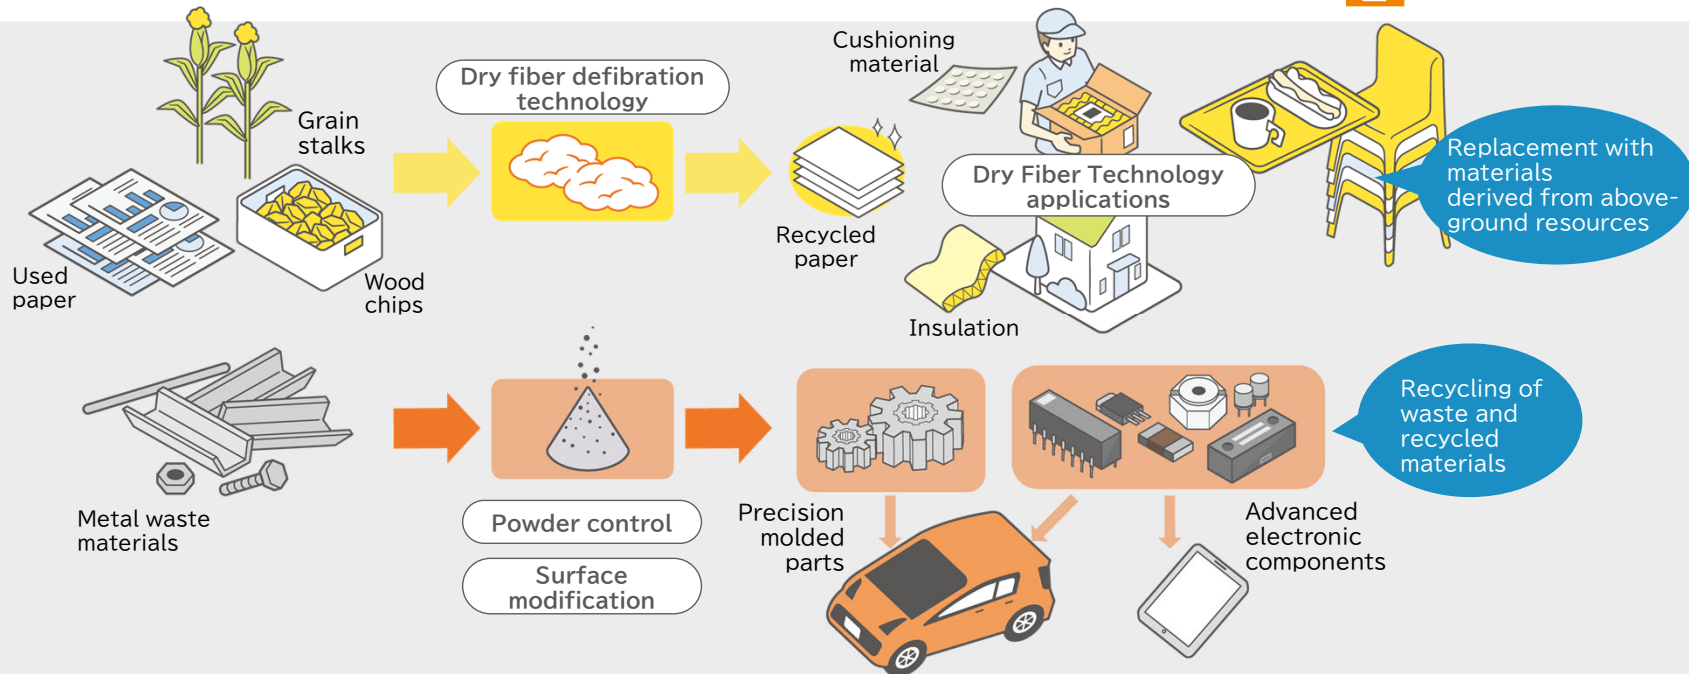 Grain
stalks
Used
paper
Wood
chips
Dry fiber defibration
technology
Recycled
paper
Cushioning
material
Dry Fiber Technology
applications
Insulation
Replacement with
materials
derived from above-
ground resources
Metal waste
materials
Powder control
Surface
modification
Precision
molded
parts
Advanced
electronic
components
Recycling of
waste and
recycled
materials